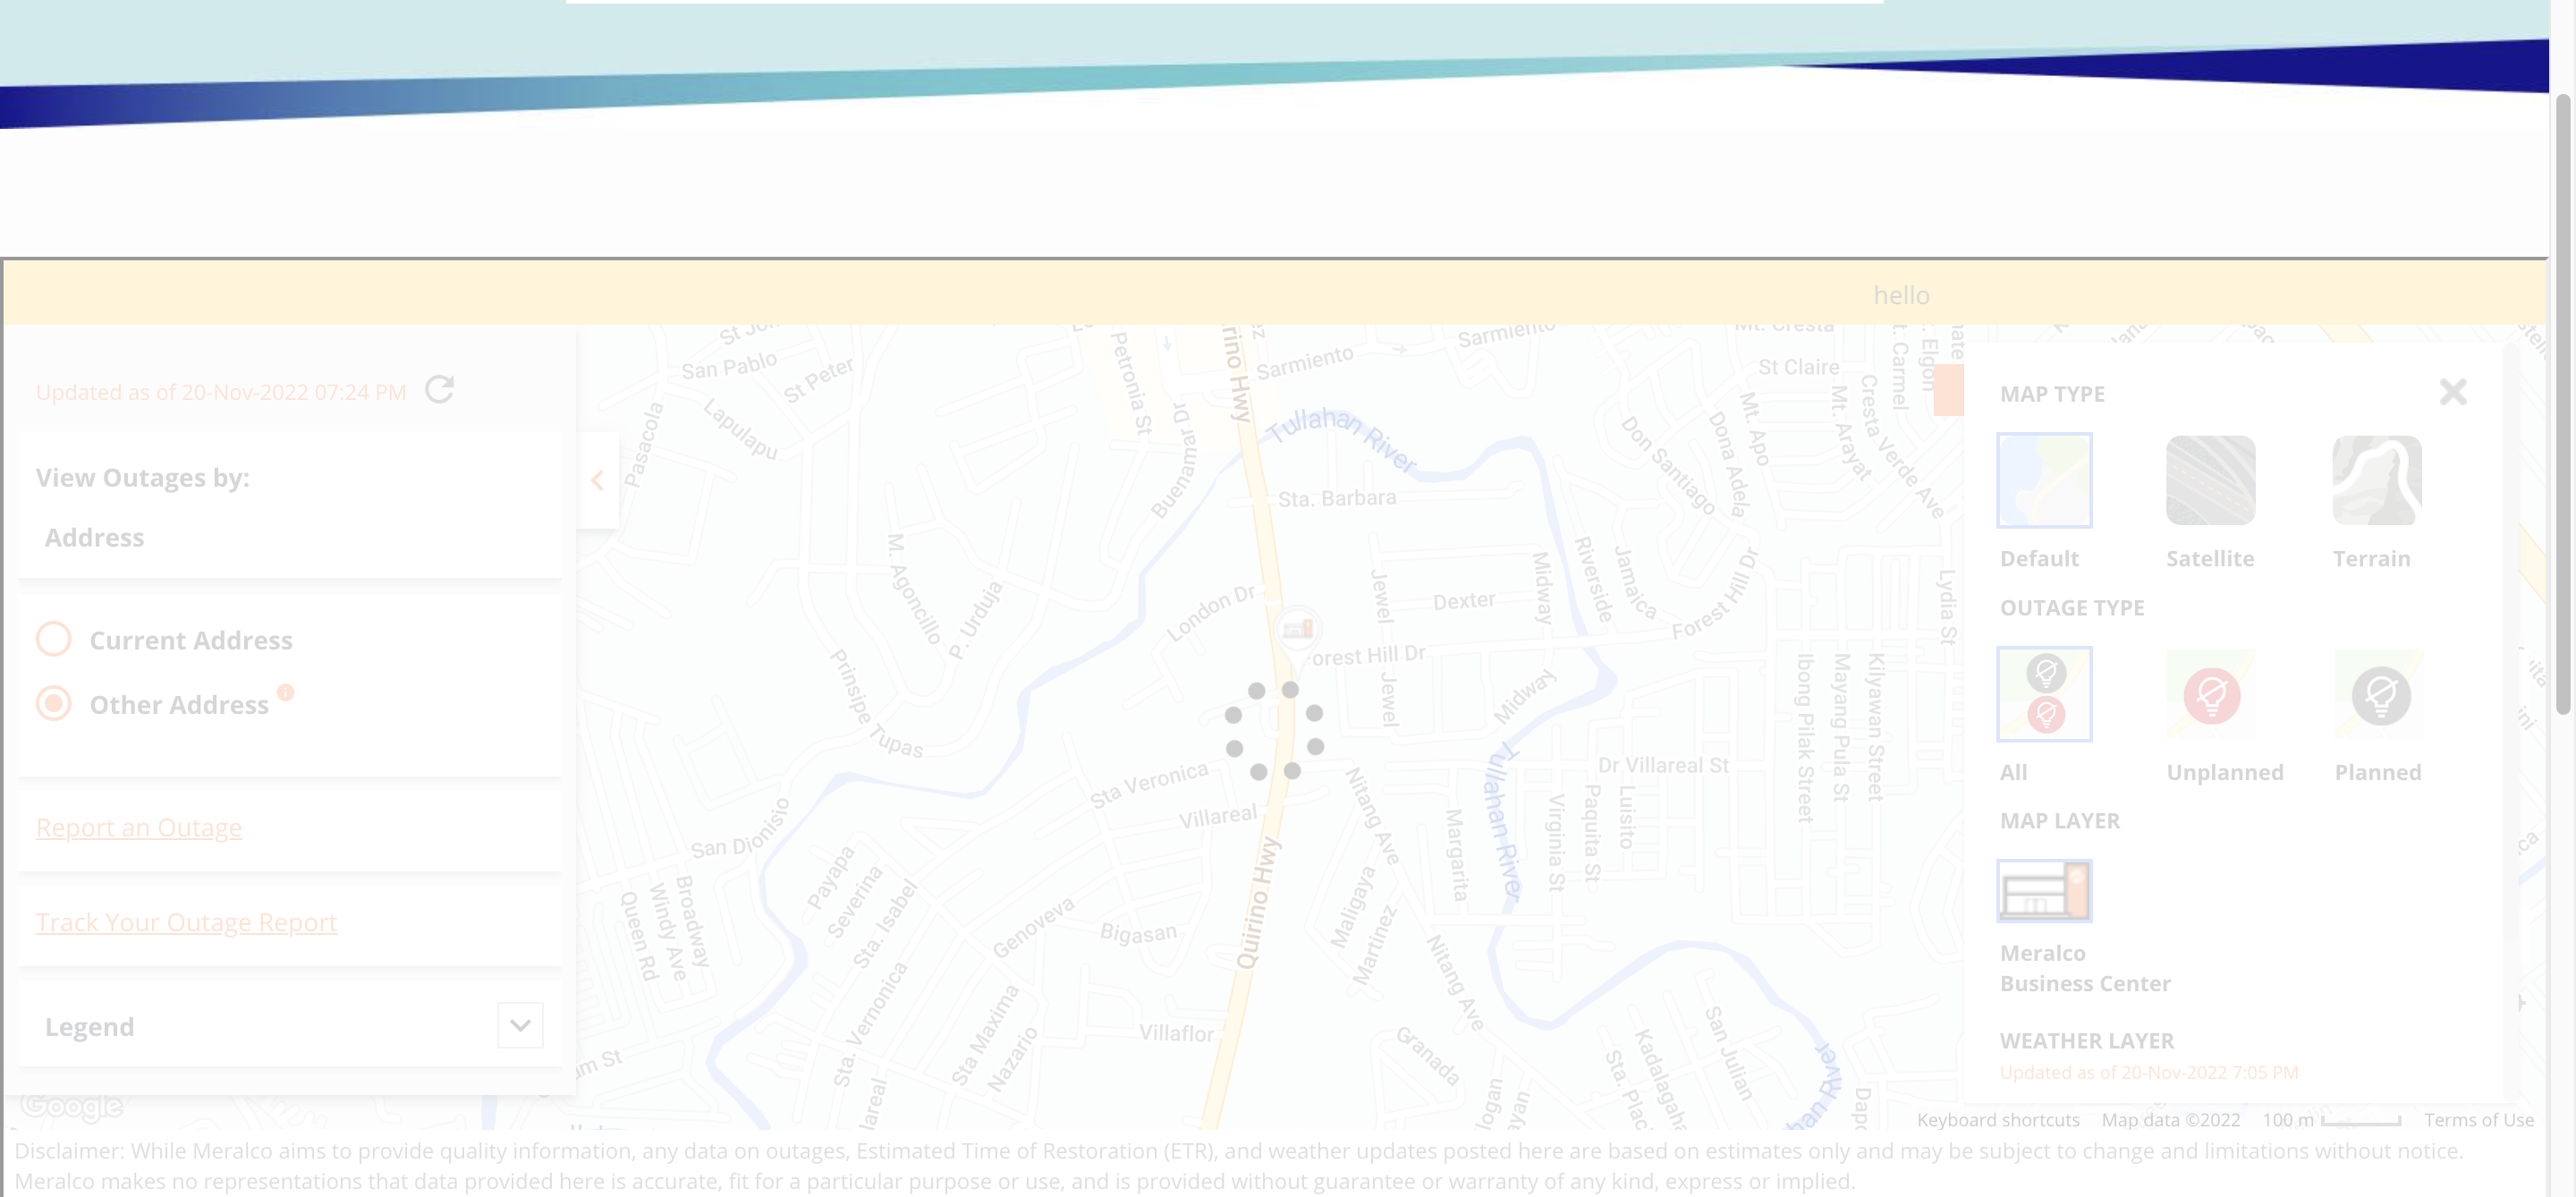 hello
Updated as of 20-Nov-2022 07:24 PM
View Outages by:
Address
Current Address
Other Address
Report an Outage
Track Your Outage Report
Legend
San Pablo
St Peter
Lapulapu
Pasacola
Petronia St
Buenamar Dr
Sarmiento
Sarmiento
Tullahan River
Sta. Barbara
M. Agoncillo
P. Urduja
Prinsipe Tupas
London Dr
Jewel
Dexter
Midway
Riverside
Jamaica
Forest Hill Dr
Don Santiago
Dona Adela
Mt. Apo
St Claire
Mt. Arayat
Cresta Verde Ave
Lydia St
Jewel
Midway
Ibong Pilak Street
Mayang Pula St
Kilyawan Street
Sta Veronica
Villareal
San Dionisio
Nitang Ave
Dr Villareal St
Tullahan River
Margarita
Virginia St
Paquita St
Luisito
Payapa
Severina
Sta. Isabel
Queen Rd
Windy Ave
Broadway
Genoveva
Bigasan
Quirino Hwy
Maligaya
Martinez
Nitang Ave
Sta. Vernonica
Sta Maxima
Nazario
Villaflor
Granada
San Julian
Google
MAP TYPE
Default Satellite Terrain
OUTAGE TYPE
All Unplanned Planned
MAP LAYER
Meralco
Business Center
WEATHER LAYER
Updated as of 20-Nov-2022 7:05 PM
Keyboard shortcuts Map data ©2022 100 m Terms of Use
Disclaimer: While Meralco aims to provide quality information, any data on outages, Estimated Time of Restoration (ETR), and weather updates posted here are based on estimates only and may be subject to change and limitations without notice.
Meralco makes no representations that data provided here is accurate, fit for a particular purpose or use, and is provided without guarantee or warranty of any kind, express or implied.